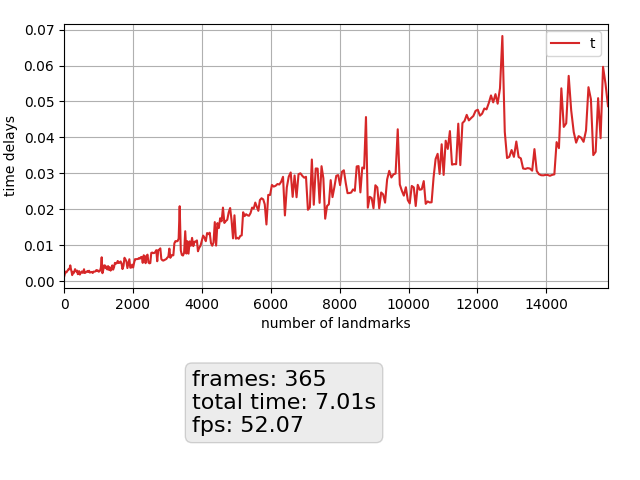 0.07
0.06
0.05
0.04
0.03
0.02
0.01
0.00
time delays
t
0 2000 4000 6000 8000 10000 12000 14000
number of landmarks
frames: 365
total time: 7.01s
fps: 52.07